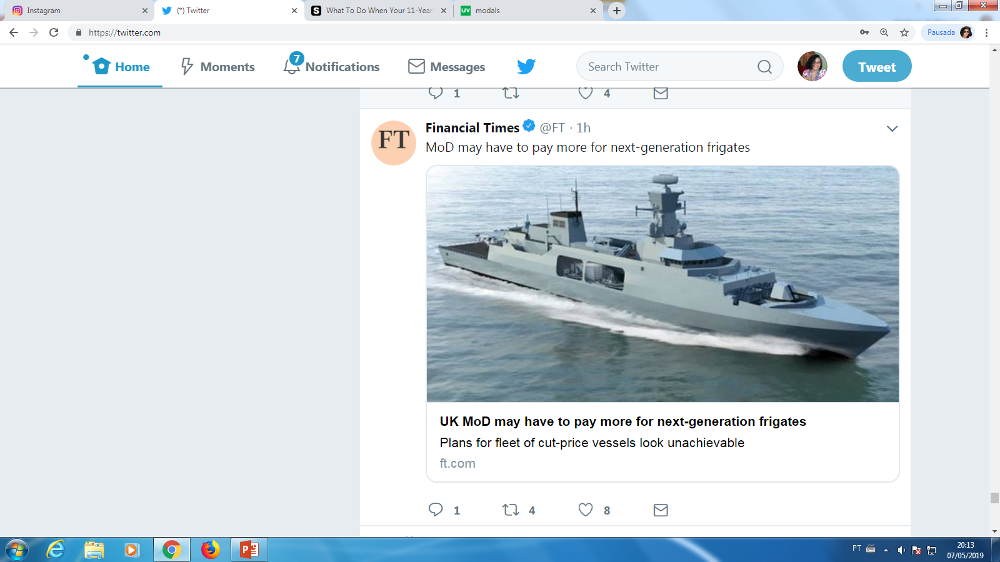 Instagram
(*) Twitter
What To Do When Your 11-Year-
UV modals
https://twitter.com
Pausada
Home
Moments
7
Notifications
Messages
Search Twitter
Tweet
1 4
FT
Financial Times @FT · 1h
MoD may have to pay more for next-generation frigates
UK MoD may have to pay more for next-generation frigates
Plans for fleet of cut-price vessels look unachievable
ft.com
1 4 8
PT
20:13
07/05/2019